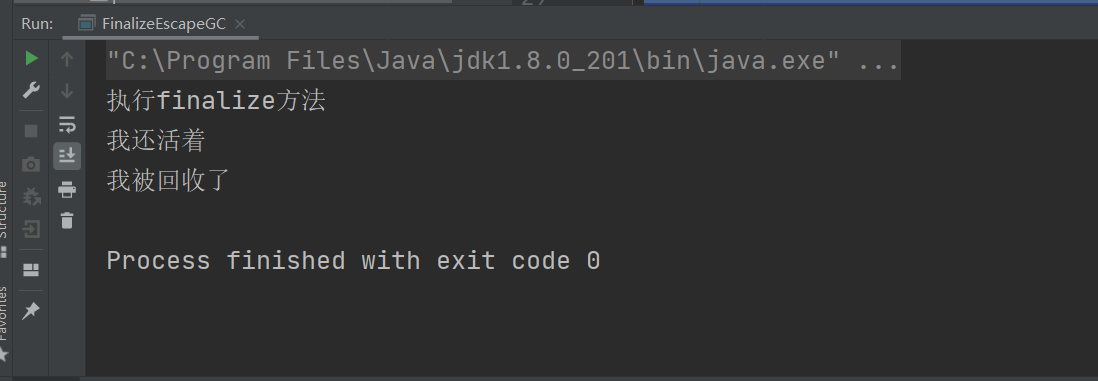 Run: FinalizeEscapeGC ×
"C:\Program Files\Java\jdk1.8.0_201\bin\java.exe" ...
执行finalize方法
我还活着
我被回收了
Process finished with exit code 0
Structure
Favorites